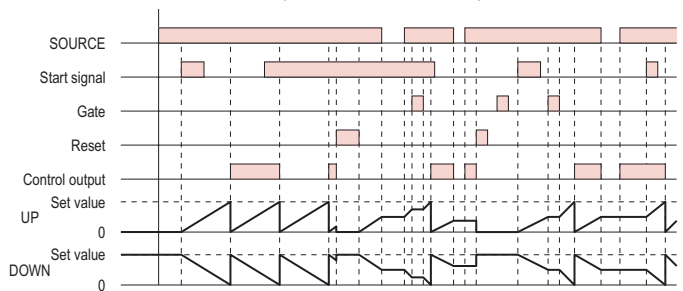 SOURCE
Start signal
Gate
Reset
Control output
Set value
UP
0
Set value
DOWN
0